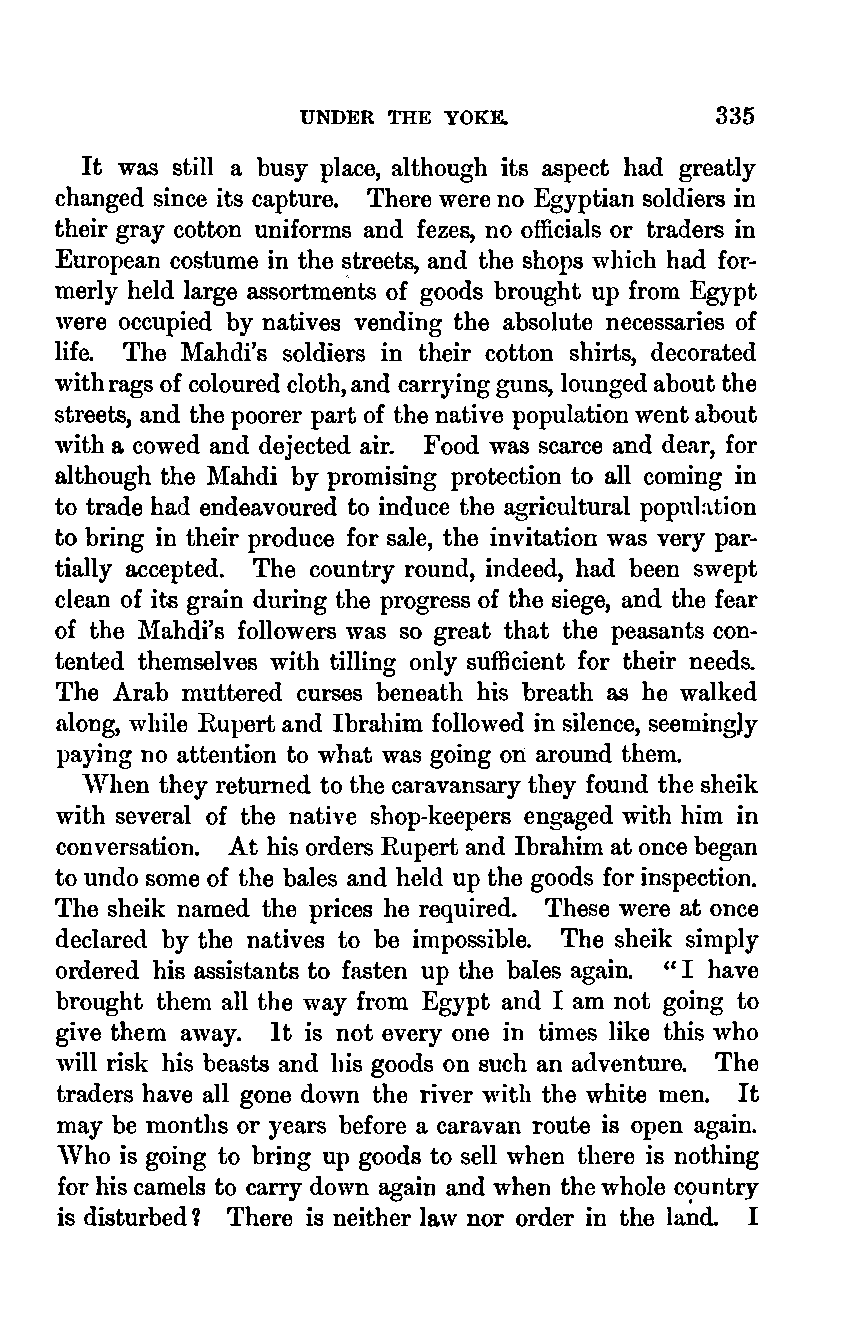 UNDER THE YOKE. 335
It was still a busy place, although its aspect had greatly
changed since its capture. There were no Egyptian soldiers in
their gray cotton uniforms and fezes, no officials or traders in
European costume in the streets, and the shops which had for-
merly held large assortments of goods brought up from Egypt
were occupied by natives vending the absolute necessaries of
life. The Mahdi's soldiers in their cotton shirts, decorated
with rags of coloured cloth, and carrying guns, lounged about the
streets, and the poorer part of the native population went about
with a cowed and dejected air. Food was scarce and dear, for
although the Mahdi by promising protection to all coming in
to trade had endeavoured to induce the agricultural population
to bring in their produce for sale, the invitation was very par-
tially accepted. The country round, indeed, had been swept
clean of its grain during the progress of the siege, and the fear
of the Mahdi's followers was so great that the peasants con-
tented themselves with tilling only sufficient for their needs.
The Arab muttered curses beneath his breath as he walked
along, while Rupert and Ibrahim followed in silence, seemingly
paying no attention to what was going on around them.
When they returned to the caravansary they found the sheik
with several of the native shop-keepers engaged with him in
conversation. At his orders Rupert and Ibrahim at once began
to undo some of the bales and held up the goods for inspection.
The sheik named the prices he required. These were at once
declared by the natives to be impossible. The sheik simply
ordered his assistants to fasten up the bales again. "I have
brought them all the way from Egypt and I am not going to
give them away. It is not every one in times like this who
will risk his beasts and his goods on such an adventure. The
traders have all gone down the river with the white men. It
may be months or years before a caravan route is open again.
Who is going to bring up goods to sell when there is nothing
for his camels to carry down again and when the whole country
is disturbed? There is neither law nor order in the land. I